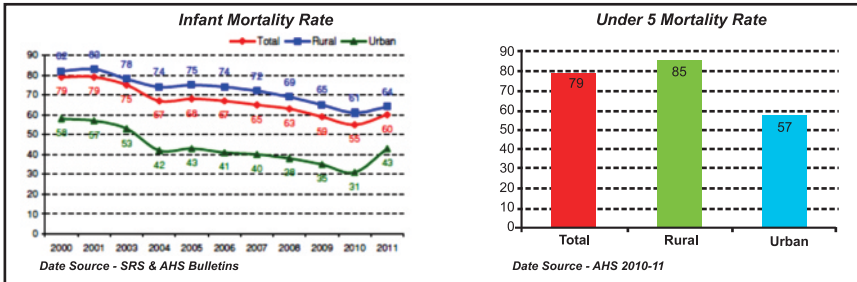 Infant Mortality Rate
Total Rural Urban
90
80
70
60
50
40
30
20
10
0
82 83 78 74 75 74 72 69 65 61 64
79 79 75 67 68 67 65 63 59 55 60
58 57 53 42 43 41 40 38 35 31 43
2000 2001 2003 2004 2005 2006 2007 2008 2009 2010 2011
Date Source - SRS & AHS Bulletins
Under 5 Mortality Rate
90
80
70
60
50
40
30
20
10
0
79 85 57
Total Rural Urban
Date Source - AHS 2010-11